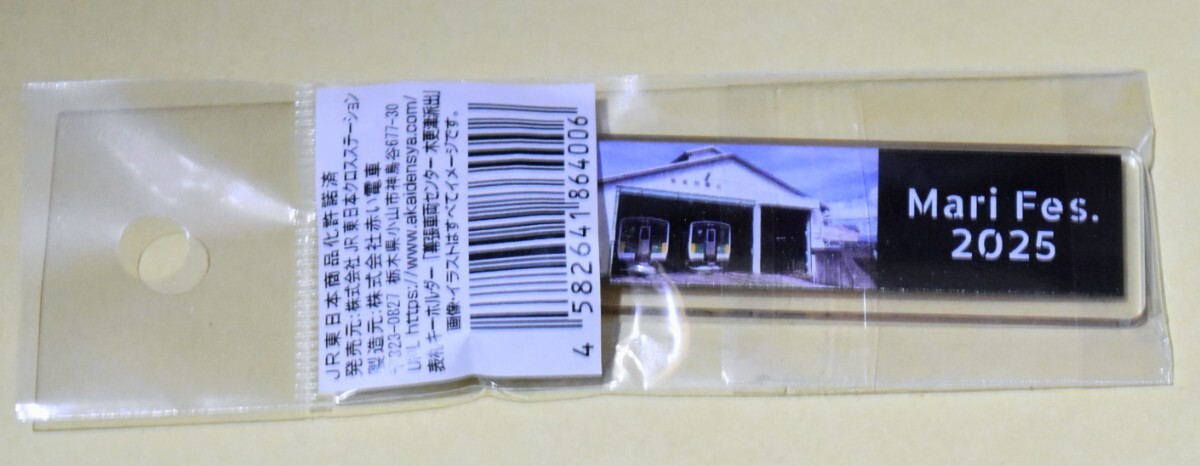 JR東日本商品化許諾済
発売元:株式会社JR東日本クロスステーション
製造元:株式会社赤い電車
〒323-0827 栃木県小山市神鳥谷677-30
URL https://www.akaidensya.com/
表札キーホルダー「幕張車両センター 木更津派出」
画像・イラストはすべてイメージです。
4 582641 864006
Mari Fes.
2025